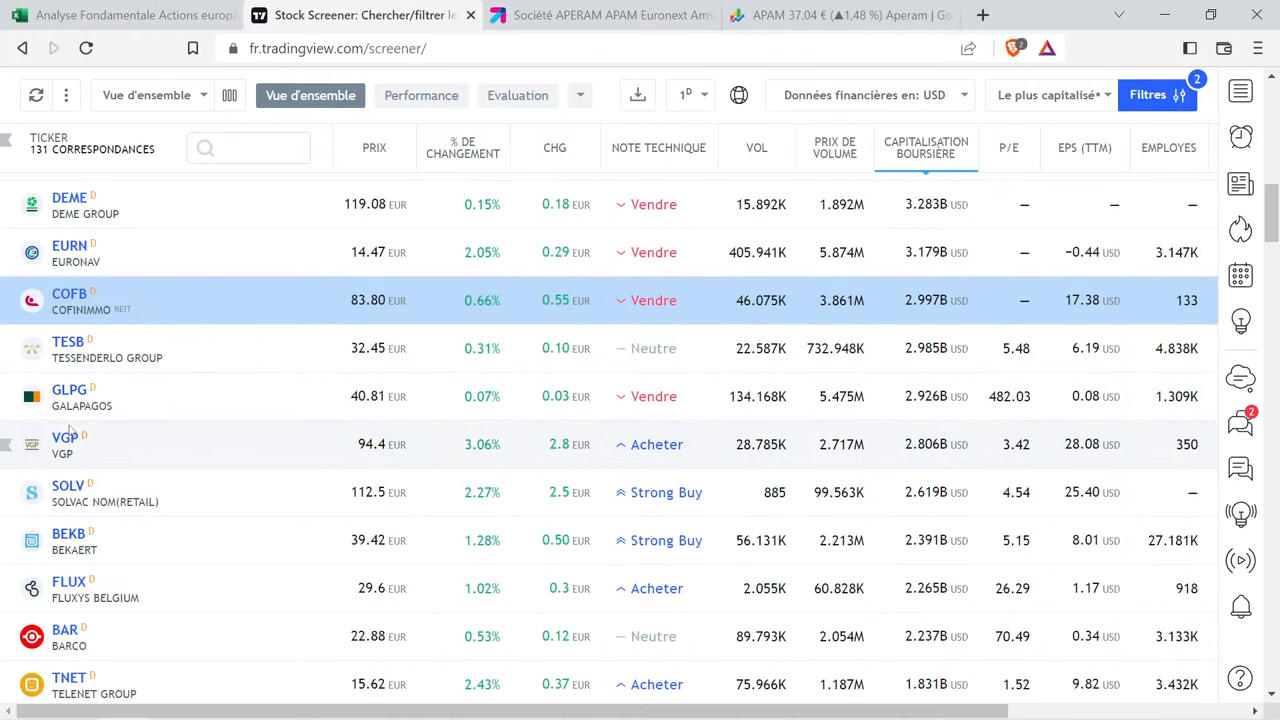 Analyse Fondamentale Actions europ
Stock Screener: Chercher/filtrer le
Société APERAM APAM Euronext Ams
APAM 37,04 € (▲1,48 %) Aperam | Goo
fr.tradingview.com/screener/
2
Vue d'ensemble
Vue d'ensemble
Performance
Evaluation
1D
Données financières en: USD
Le plus capitalisé*
Filtres
2
TICKER
131 CORRESPONDANCES
PRIX
% DE CHANGEMENT
CHG
NOTE TECHNIQUE
VOL
PRIX DE VOLUME
CAPITALISATION BOURSIÈRE
P/E
EPS (TTM)
EMPLOYES
DEME D 119.08 EUR 0.15% 0.18 EUR Vendre 15.892K 1.892M 3.283B USD — — —
DEME GROUP
EURN D 14.47 EUR 2.05% 0.29 EUR Vendre 405.941K 5.874M 3.179B USD — −0.44 USD 3.147K
EURONAV
COFB D 83.80 EUR 0.66% 0.55 EUR Vendre 46.075K 3.861M 2.997B USD — 17.38 USD 133
COFINIMMO REIT
TESB D 32.45 EUR 0.31% 0.10 EUR — Neutre 22.587K 732.948K 2.985B USD 5.48 6.19 USD 4.838K
TESSENDERLO GROUP
GLPG D 40.81 EUR 0.07% 0.03 EUR Vendre 134.168K 5.475M 2.926B USD 482.03 0.08 USD 1.309K
GALAPAGOS
VGP VGP D 94.4 EUR 3.06% 2.8 EUR Acheter 28.785K 2.717M 2.806B USD 3.42 28.08 USD 350
VGP
SOLV D 112.5 EUR 2.27% 2.5 EUR Strong Buy 885 99.563K 2.619B USD 4.54 25.40 USD —
SOLVAC NOM(RETAIL)
BEKB D 39.42 EUR 1.28% 0.50 EUR Strong Buy 56.131K 2.213M 2.391B USD 5.15 8.01 USD 27.181K
BEKAERT
FLUX D 29.6 EUR 1.02% 0.3 EUR Acheter 2.055K 60.828K 2.265B USD 26.29 1.17 USD 918
FLUXYS BELGIUM
BAR D 22.88 EUR 0.53% 0.12 EUR — Neutre 89.793K 2.054M 2.237B USD 70.49 0.34 USD 3.133K
BARCO
TNET D 15.62 EUR 2.43% 0.37 EUR Acheter 75.966K 1.187M 1.831B USD 1.52 9.82 USD 3.432K
TELENET GROUP
2